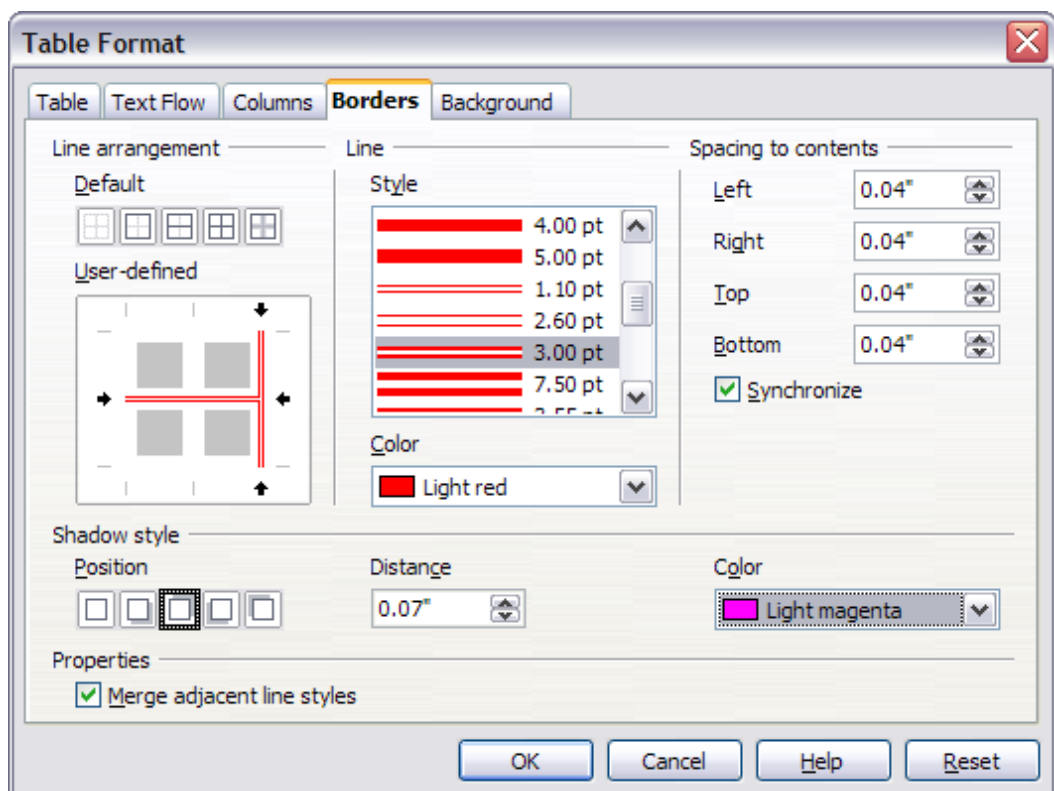 Table Format
Table Text Flow Columns Borders Background
Line arrangement Line Spacing to contents
Default Style Left 0.04"
4.00 pt
5.00 pt
Right 0.04"
User-defined
1.10 pt
Top 0.04"
2.60 pt
3.00 pt
Bottom 0.04"
7.50 pt
Synchronize
Color
Light red
Shadow style
Position Distance Color
0.07" Light magenta
Properties
Merge adjacent line styles
OK Cancel Help Reset